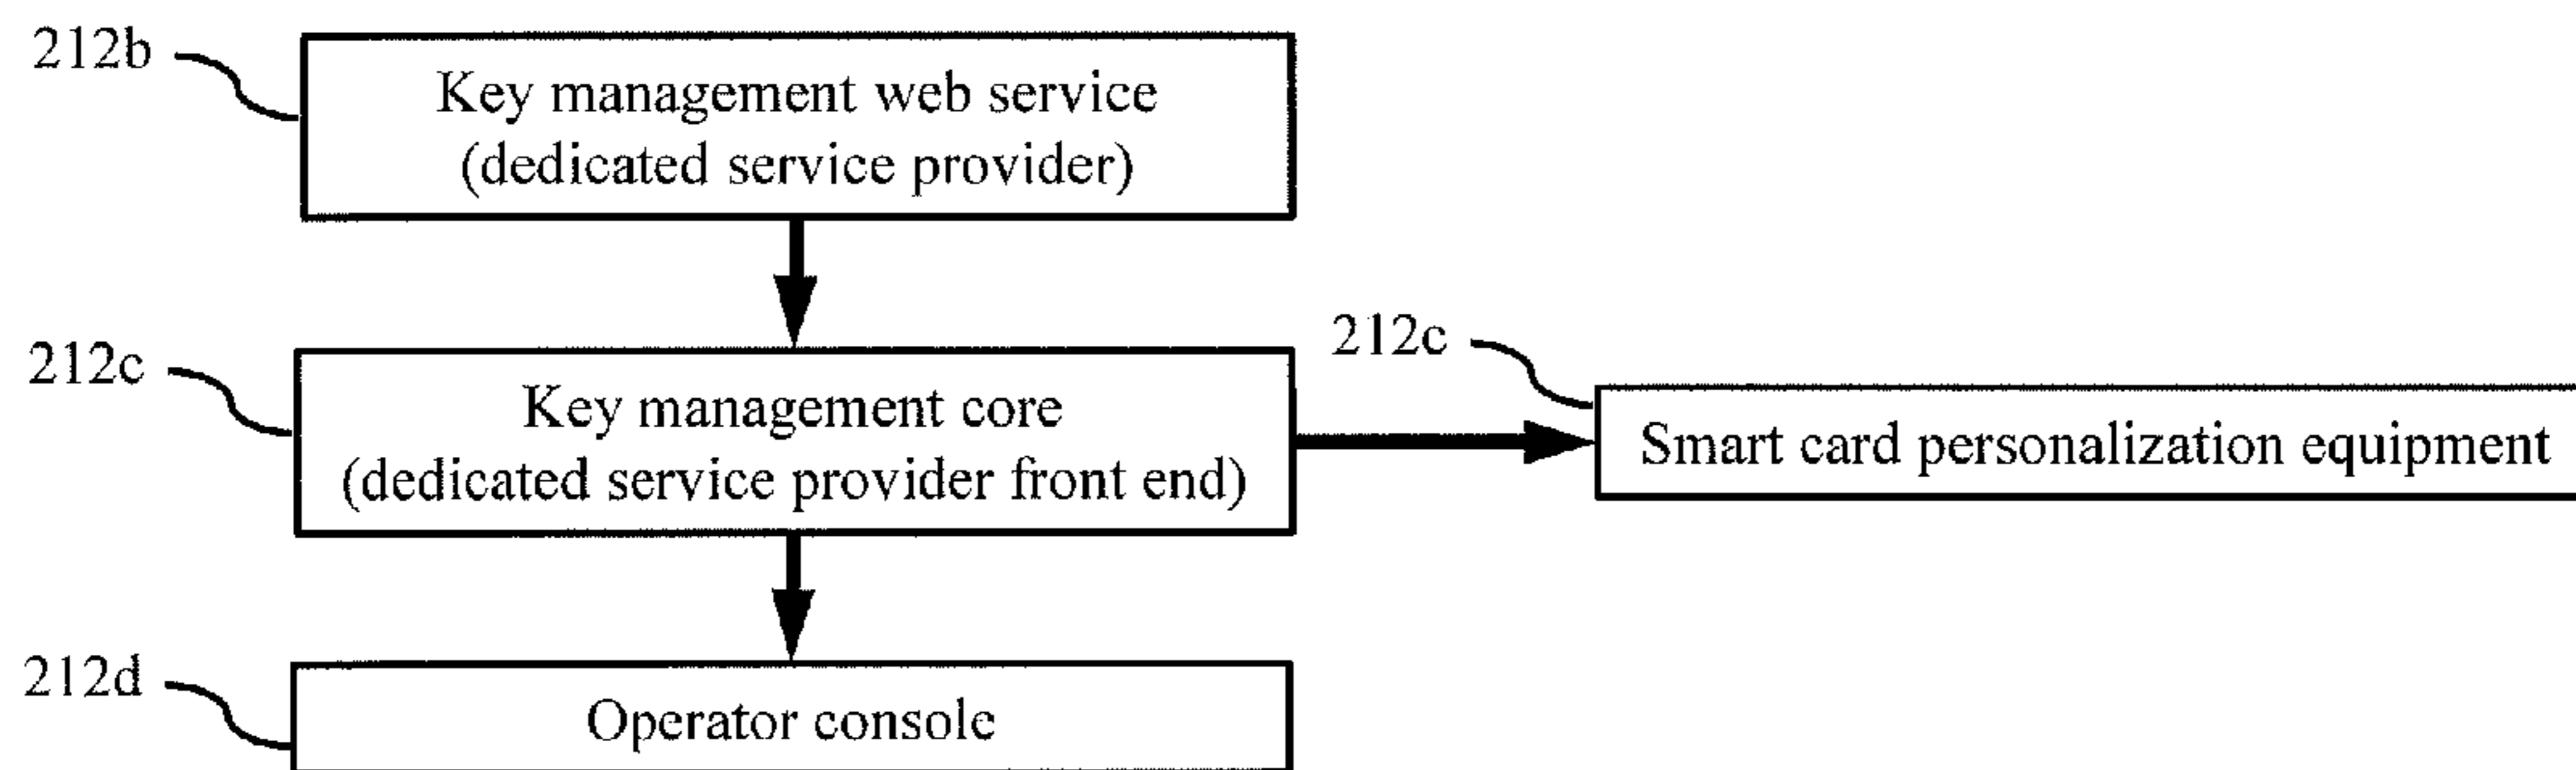 212b
Key management web service
(dedicated service provider)
212c
Key management core
(dedicated service provider front end)
212c
Smart card personalization equipment
212d
Operator console